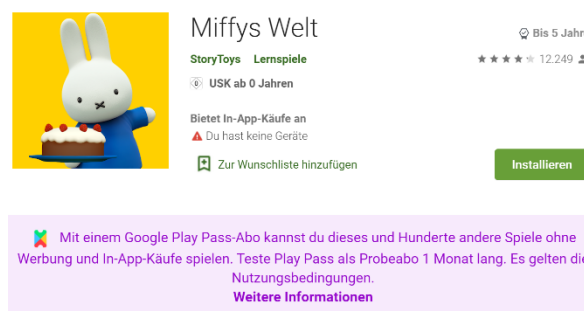 Miffys Welt
Bis 5 Jahr
StoryToys Lernspiele
12.249
USK ab 0 Jahren
Bietet In-App-Käufe an
Du hast keine Geräte
Zur Wunschliste hinzufügen
Installieren
Mit einem Google Play Pass-Abo kannst du dieses und Hunderte andere Spiele ohne
Werbung und In-App-Käufe spielen. Teste Play Pass als Probeabo 1 Monat lang. Es gelten die
Nutzungsbedingungen.
Weitere Informationen